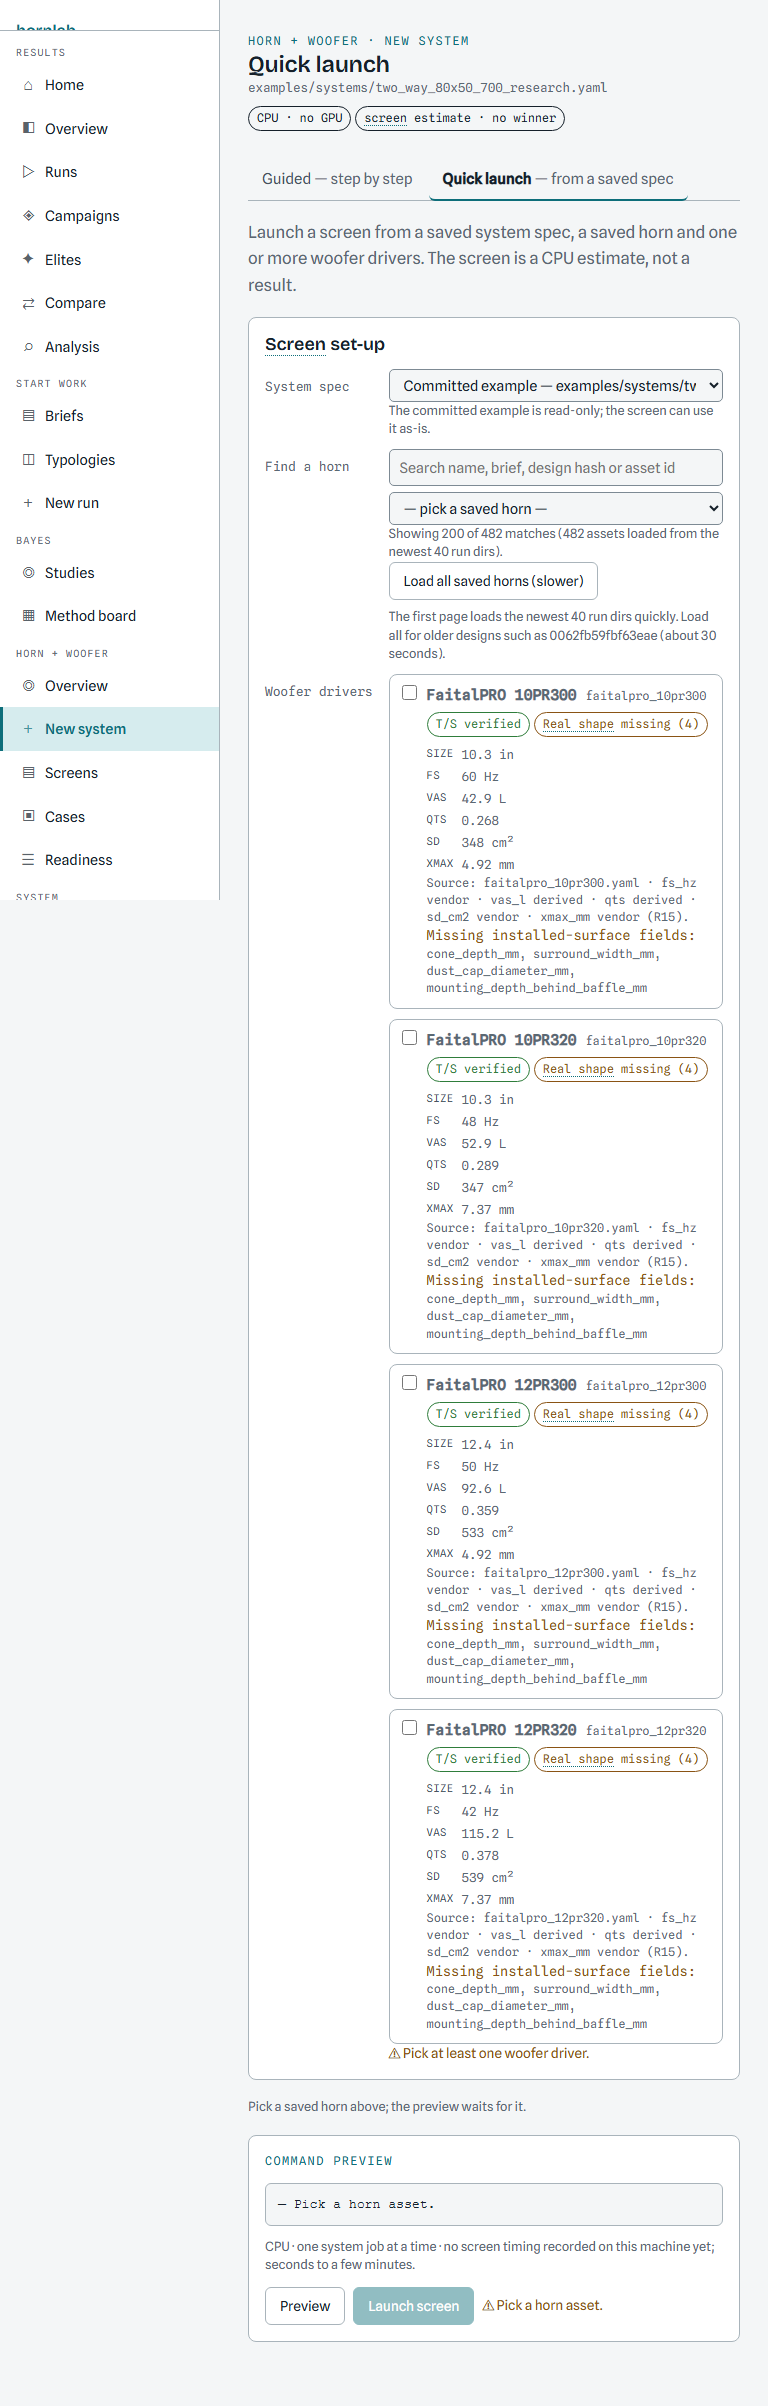 RESULTS
Home
Overview
Runs
Campaigns
Elites
Compare
Analysis
START WORK
Briefs
Typologies
+ New run
BAYES
Studies
Method board
HORN + WOOFER
Overview
+ New system
Screens
Cases
Readiness
SYSTEM
HORN + WOOFER · NEW SYSTEM
Quick launch
examples/systems/two_way_80x50_700_research.yaml
CPU · no GPU
screen estimate · no winner
Guided — step by step
Quick launch — from a saved spec
Launch a screen from a saved system spec, a saved horn and one
or more woofer drivers. The screen is a CPU estimate, not a
result.
Screen set-up
System spec
Committed example — examples/systems/tw
The committed example is read-only; the screen can use
it as-is.
Find a horn
Search name, brief, design hash or asset id
— pick a saved horn —
Showing 200 of 482 matches (482 assets loaded from the
newest 40 run dirs).
Load all saved horns (slower)
The first page loads the newest 40 run dirs quickly. Load
all for older designs such as 0062fb59fbf63eae (about 30
seconds).
Woofer drivers
FaitalPRO 10PR300 faitalpro_10pr300
T/S verified
Real shape missing (4)
SIZE 10.3 in
FS 60 Hz
VAS 42.9 L
QTS 0.268
SD 348 cm²
XMAX 4.92 mm
Source: faitalpro_10pr300.yaml · fs_hz
vendor · vas_l derived · qts derived ·
sd_cm2 vendor · xmax_mm vendor (R15).
Missing installed-surface fields:
cone_depth_mm, surround_width_mm,
dust_cap_diameter_mm,
mounting_depth_behind_baffle_mm
FaitalPRO 10PR320 faitalpro_10pr320
T/S verified
Real shape missing (4)
SIZE 10.3 in
FS 48 Hz
VAS 52.9 L
QTS 0.289
SD 347 cm²
XMAX 7.37 mm
Source: faitalpro_10pr320.yaml · fs_hz
vendor · vas_l derived · qts derived ·
sd_cm2 vendor · xmax_mm vendor (R15).
Missing installed-surface fields:
cone_depth_mm, surround_width_mm,
dust_cap_diameter_mm,
mounting_depth_behind_baffle_mm
FaitalPRO 12PR300 faitalpro_12pr300
T/S verified
Real shape missing (4)
SIZE 12.4 in
FS 50 Hz
VAS 92.6 L
QTS 0.359
SD 533 cm²
XMAX 4.92 mm
Source: faitalpro_12pr300.yaml · fs_hz
vendor · vas_l derived · qts derived ·
sd_cm2 vendor · xmax_mm vendor (R15).
Missing installed-surface fields:
cone_depth_mm, surround_width_mm,
dust_cap_diameter_mm,
mounting_depth_behind_baffle_mm
FaitalPRO 12PR320 faitalpro_12pr320
T/S verified
Real shape missing (4)
SIZE 12.4 in
FS 42 Hz
VAS 115.2 L
QTS 0.378
SD 539 cm²
XMAX 7.37 mm
Source: faitalpro_12pr320.yaml · fs_hz
vendor · vas_l derived · qts derived ·
sd_cm2 vendor · xmax_mm vendor (R15).
Missing installed-surface fields:
cone_depth_mm, surround_width_mm,
dust_cap_diameter_mm,
mounting_depth_behind_baffle_mm
⚠ Pick at least one woofer driver.
Pick a saved horn above; the preview waits for it.
COMMAND PREVIEW
— Pick a horn asset.
CPU · one system job at a time · no screen timing recorded on this machine yet;
seconds to a few minutes.
Preview
Launch screen
⚠ Pick a horn asset.